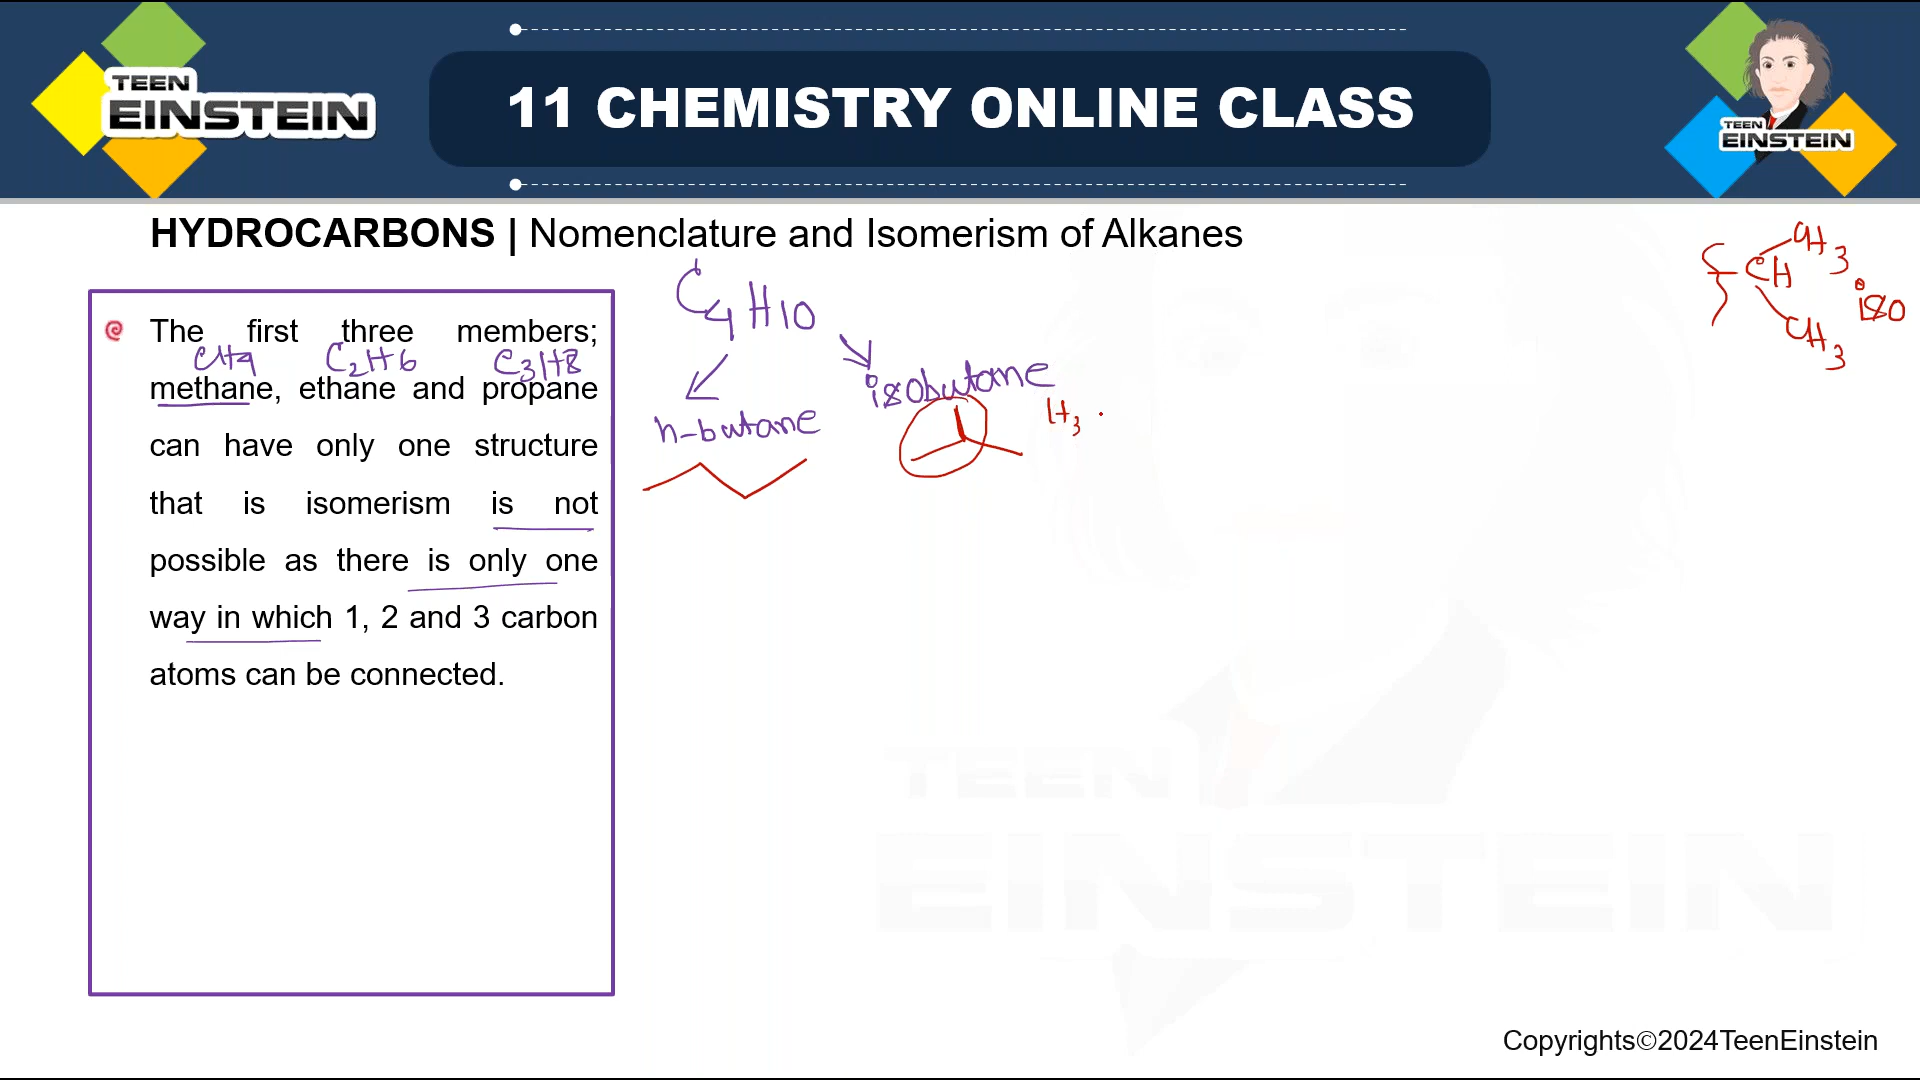 TEEN
EINSTEIN
11 CHEMISTRY ONLINE CLASS
TEEN
EINSTEIN
HYDROCARBONS | Nomenclature and Isomerism of Alkanes
The first three members;
CH4 C2H6 C3H8
methane, ethane and propane
can have only one structure
that is isomerism is not
possible as there is only one
way in which 1, 2 and 3 carbon
atoms can be connected.
C4H10
n-butane
isobutane
H3
CH3
CH
CH3
iso
TEEN
EINSTEIN
Copyrights©2024TeenEinstein